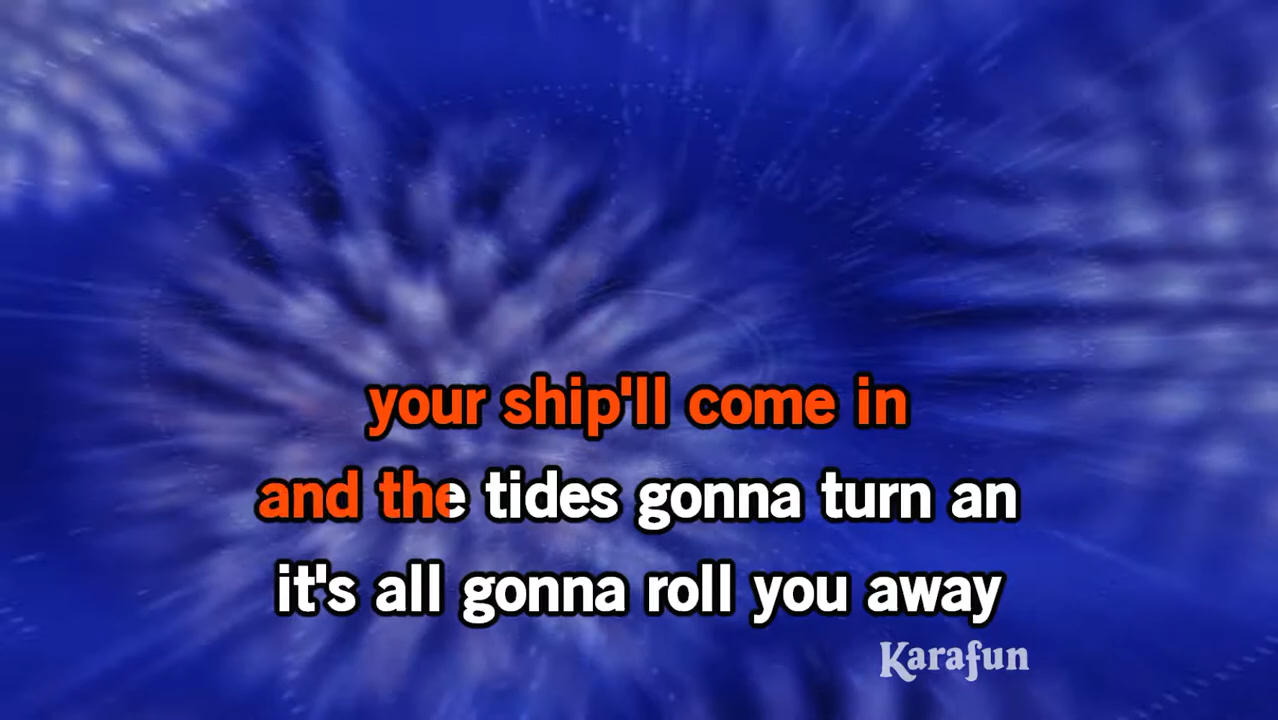 your ship'll come in
and the tides gonna turn an
it's all gonna roll you away
Karafun